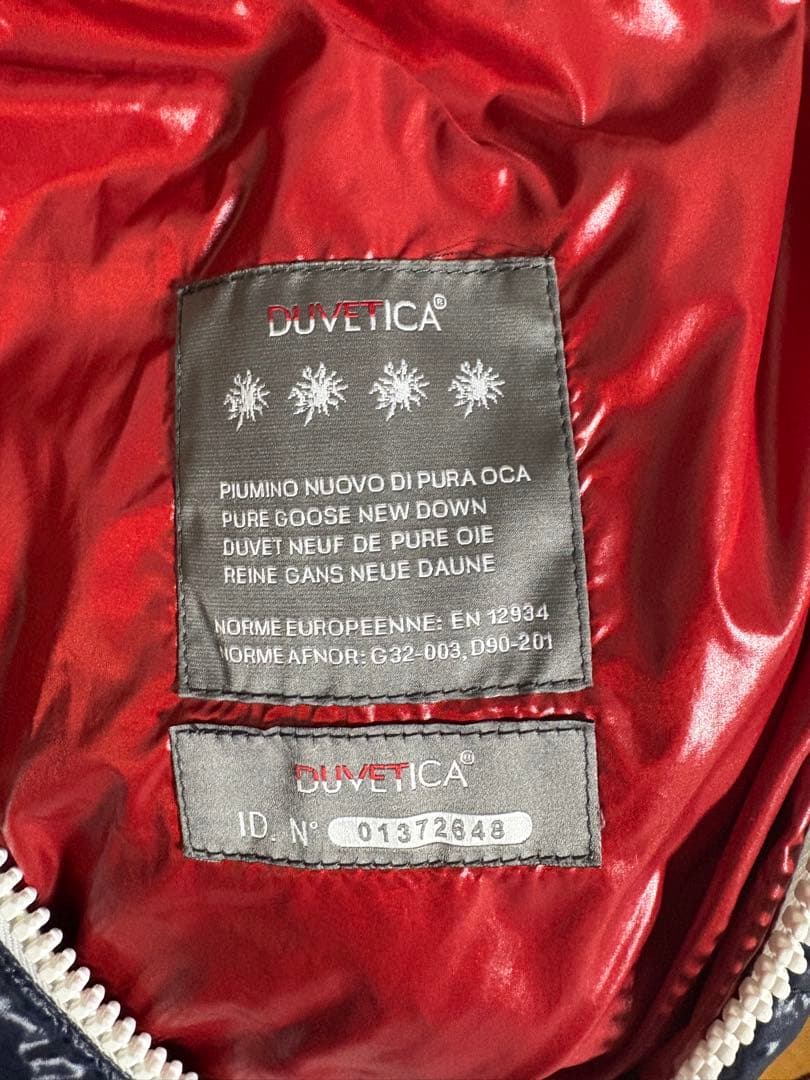 DUVETICA®
PIUMINO NUOVO DI PURA OCA
PURE GOOSE NEW DOWN
DUVET NEUF DE PURE OIE
REINE GANS NEUE DAUNE
NORME EUROPEENNE: EN 12934
NORME AFNOR: G32-003, D90-201
DUVETICA®
ID. N° 01372648